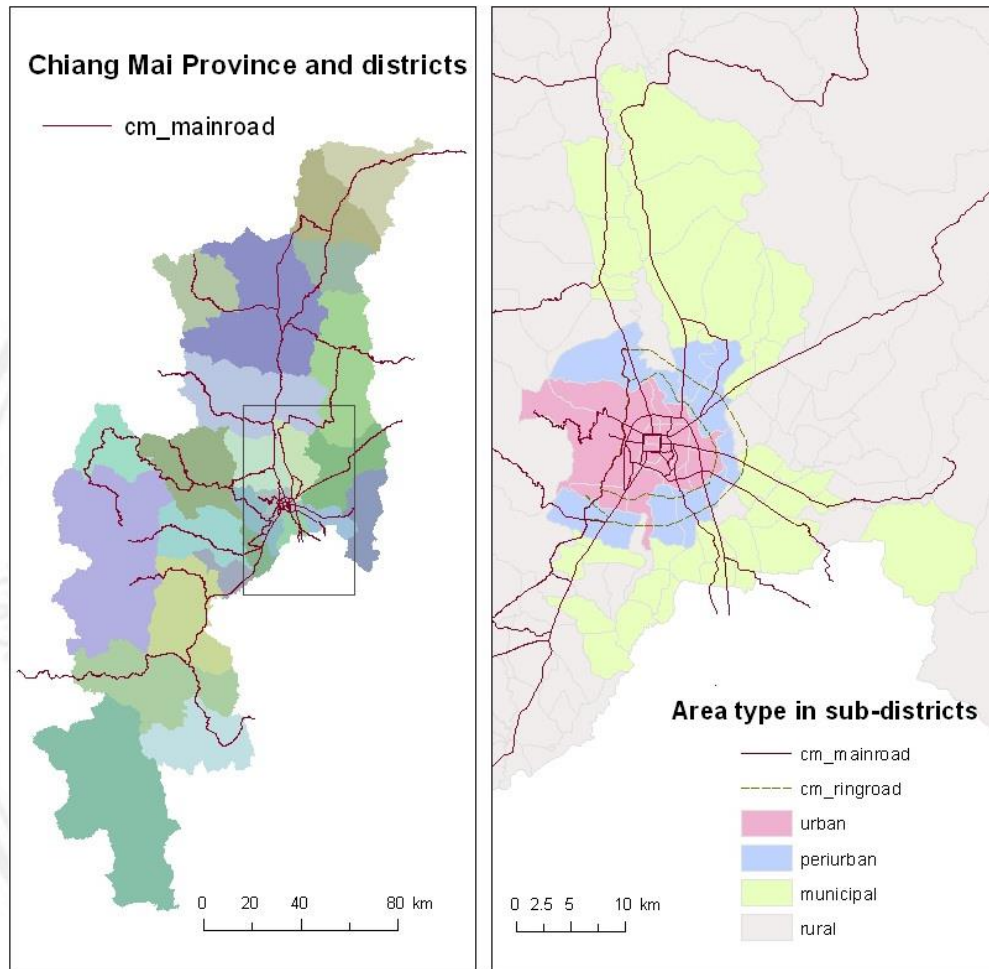 Chiang Mai Province and districts
cm_mainroad
0 20 40 80 km
Area type in sub-districts
cm_mainroad
cm_ringroad
urban
periurban
municipal
rural
0 2.5 5 10 km